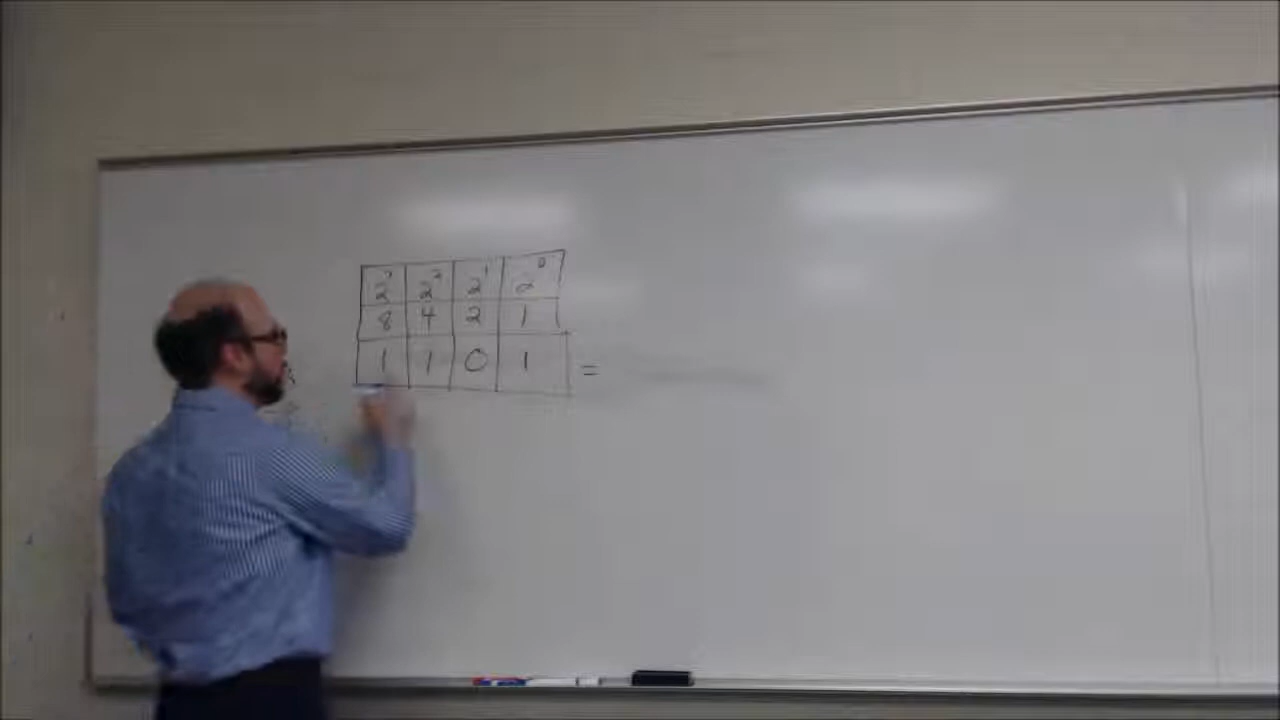 2³ 2² 2¹ 2⁰
8 4 2 1
1 1 0 1 =